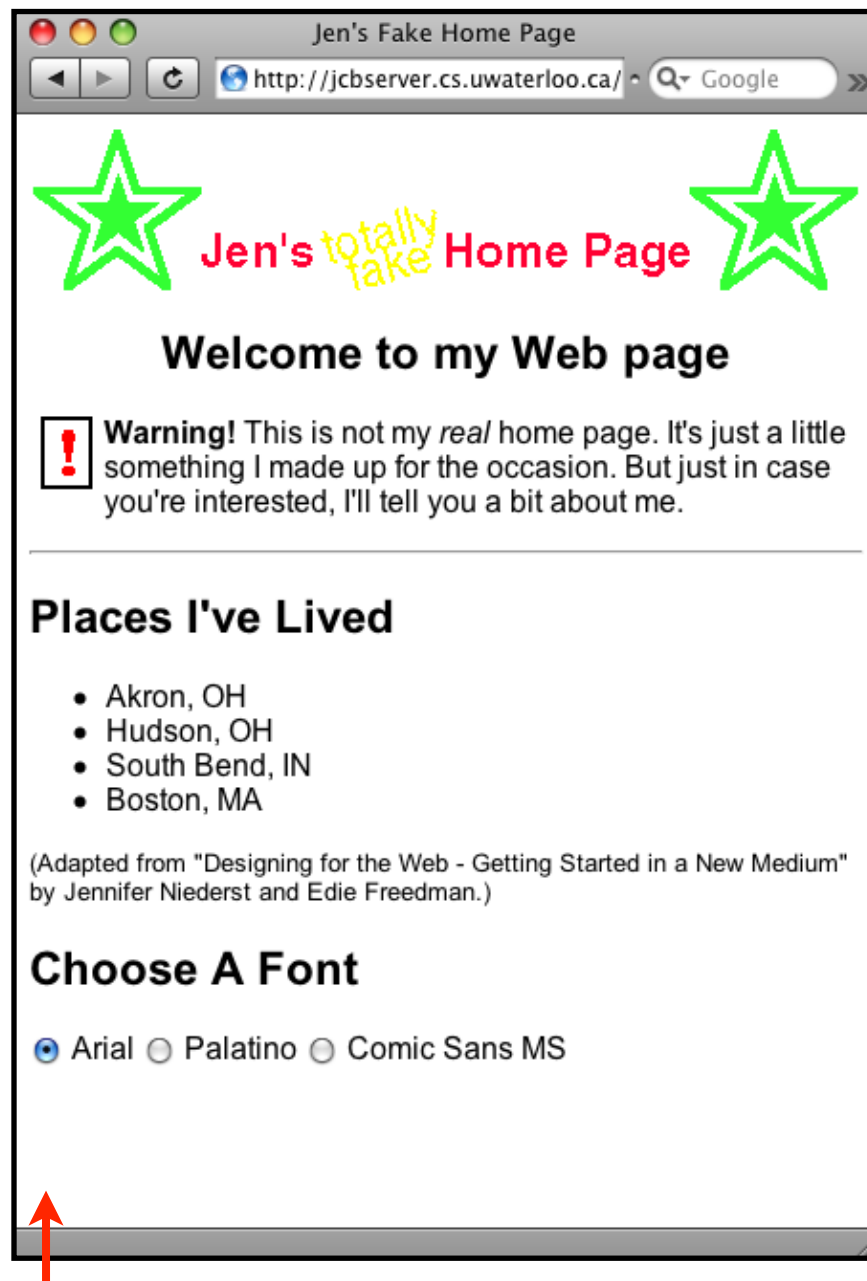 Jen's Fake Home Page
http://jcbserver.cs.uwaterloo.ca/ Google
Jen's totally fake Home Page
Welcome to my Web page
Warning! This is not my real home page. It's just a little
something I made up for the occasion. But just in case
you're interested, I'll tell you a bit about me.
Places I've Lived
• Akron, OH
• Hudson, OH
• South Bend, IN
• Boston, MA
(Adapted from "Designing for the Web - Getting Started in a New Medium"
by Jennifer Niederst and Edie Freedman.)
Choose A Font
Arial Palatino Comic Sans MS